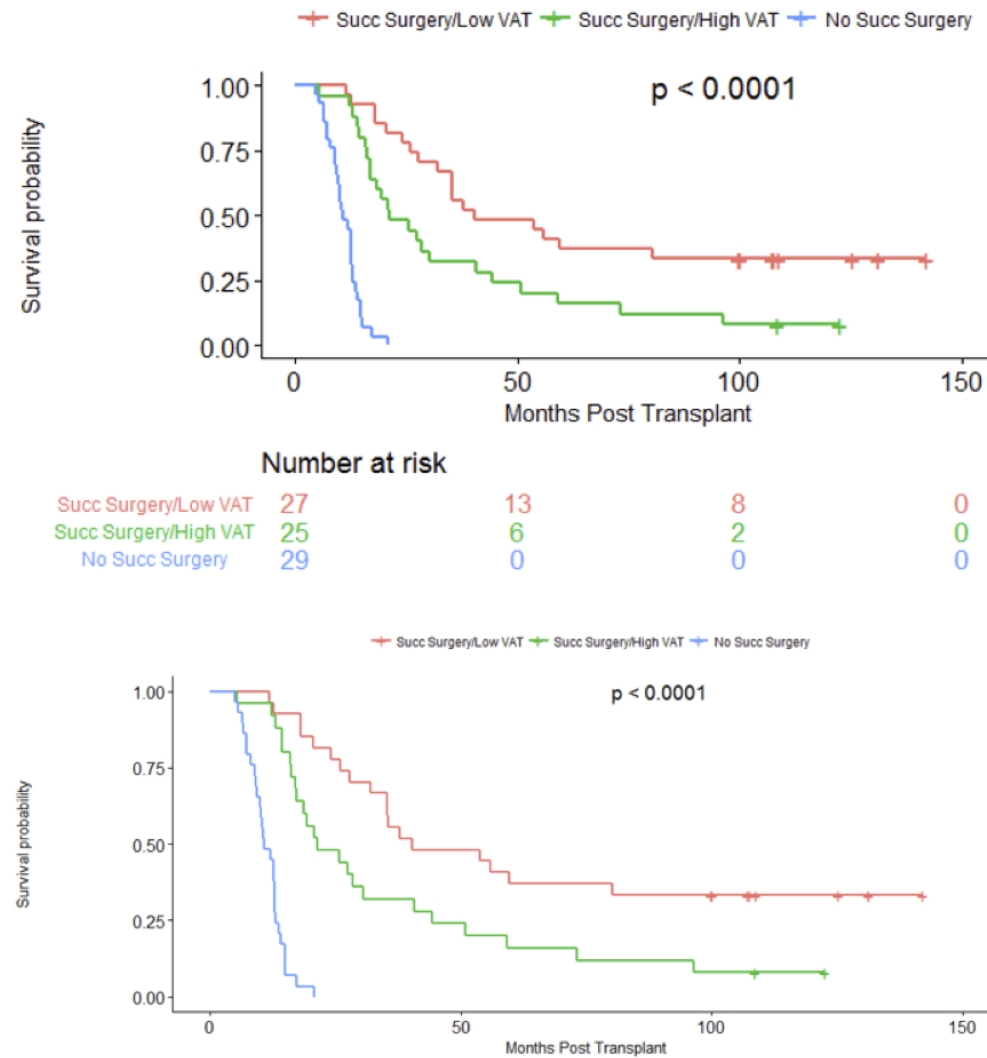 Succ Surgery/Low VAT Succ Surgery/High VAT No Succ Surgery
p < 0.0001
Survival probability
1.00
0.75
0.50
0.25
0.00
0 50 100 150
Months Post Transplant
Number at risk
Succ Surgery/Low VAT 27 13 8 0
Succ Surgery/High VAT 25 6 2 0
No Succ Surgery 29 0 0 0
Succ Surgery/Low VAT Succ Surgery/High VAT No Succ Surgery
p < 0.0001
Survival probability
1.00
0.75
0.50
0.25
0.00
0 50 100 150
Months Post Transplant